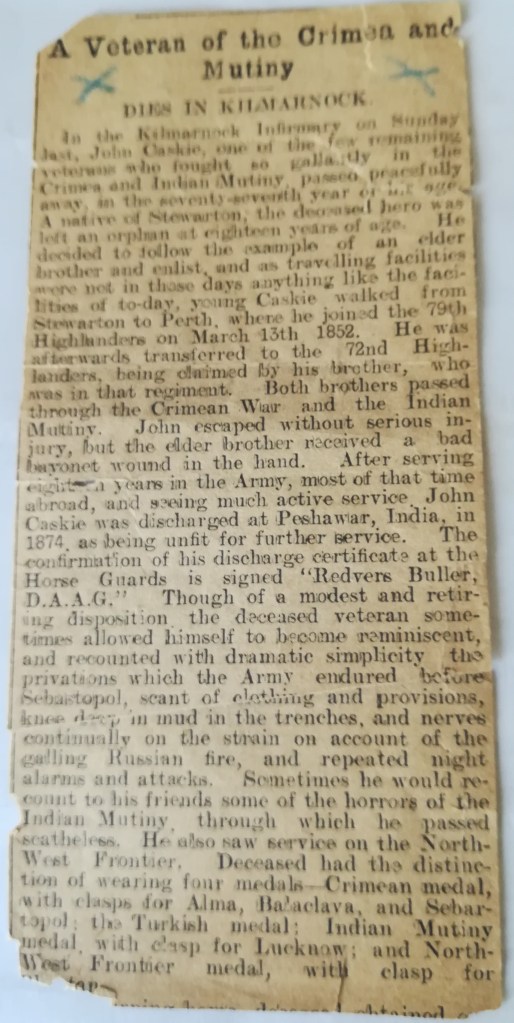 A Veteran of the Crimea and
Mutiny
DIES IN KILMARNOCK.
In the Kilmarnock Infirmary on Sunday
last, John Caskie, one of the few remaining
veterans who fought so gallantly in the
Crimea and Indian Mutiny, passed peacefully
away, in the seventy-seventh year of his age.
A native of Stewarton, the deceased hero was
left an orphan at eighteen years of age. He
decided to follow the example of an elder
brother and enlist, and as travelling facilities
were not in those days anything like the faci-
lities of to-day, young Caskie walked from
Stewarton to Perth, where he joined the 79th
Highlanders on March 13th 1852. He was
afterwards transferred to the 72nd High-
landers, being claimed by his brother, who
was in that regiment. Both brothers passed
through the Crimean War and the Indian
Mutiny. John escaped without serious in-
jury, but the elder brother received a bad
bayonet wound in the hand. After serving
eighteen years in the Army, most of that time
abroad, and seeing much active service, John
Caskie was discharged at Peshawar, India, in
1874, as being unfit for further service. The
confirmation of his discharge certificate at the
Horse Guards is signed "Redvers Buller,
D.A.A.G." Though of a modest and retir-
ing disposition the deceased veteran some-
times allowed himself to become reminiscent,
and recounted with dramatic simplicity the
privations which the Army endured before
Sebastopol, scant of clothing and provisions,
knee deep in mud in the trenches, and nerves
continually on the strain on account of the
galling Russian fire, and repeated night
alarms and attacks. Sometimes he would re-
count to his friends some of the horrors of the
Indian Mutiny, through which he passed
scatheless. He also saw service on the North-
West Frontier. Deceased had the distinc-
tion of wearing four medals—Crimean medal,
with clasps for Alma, Balaclava, and Sebas-
topol; the Turkish medal; Indian Mutiny
medal, with clasp for Lucknow; and North-
West Frontier medal, with clasp for
deceased obtained